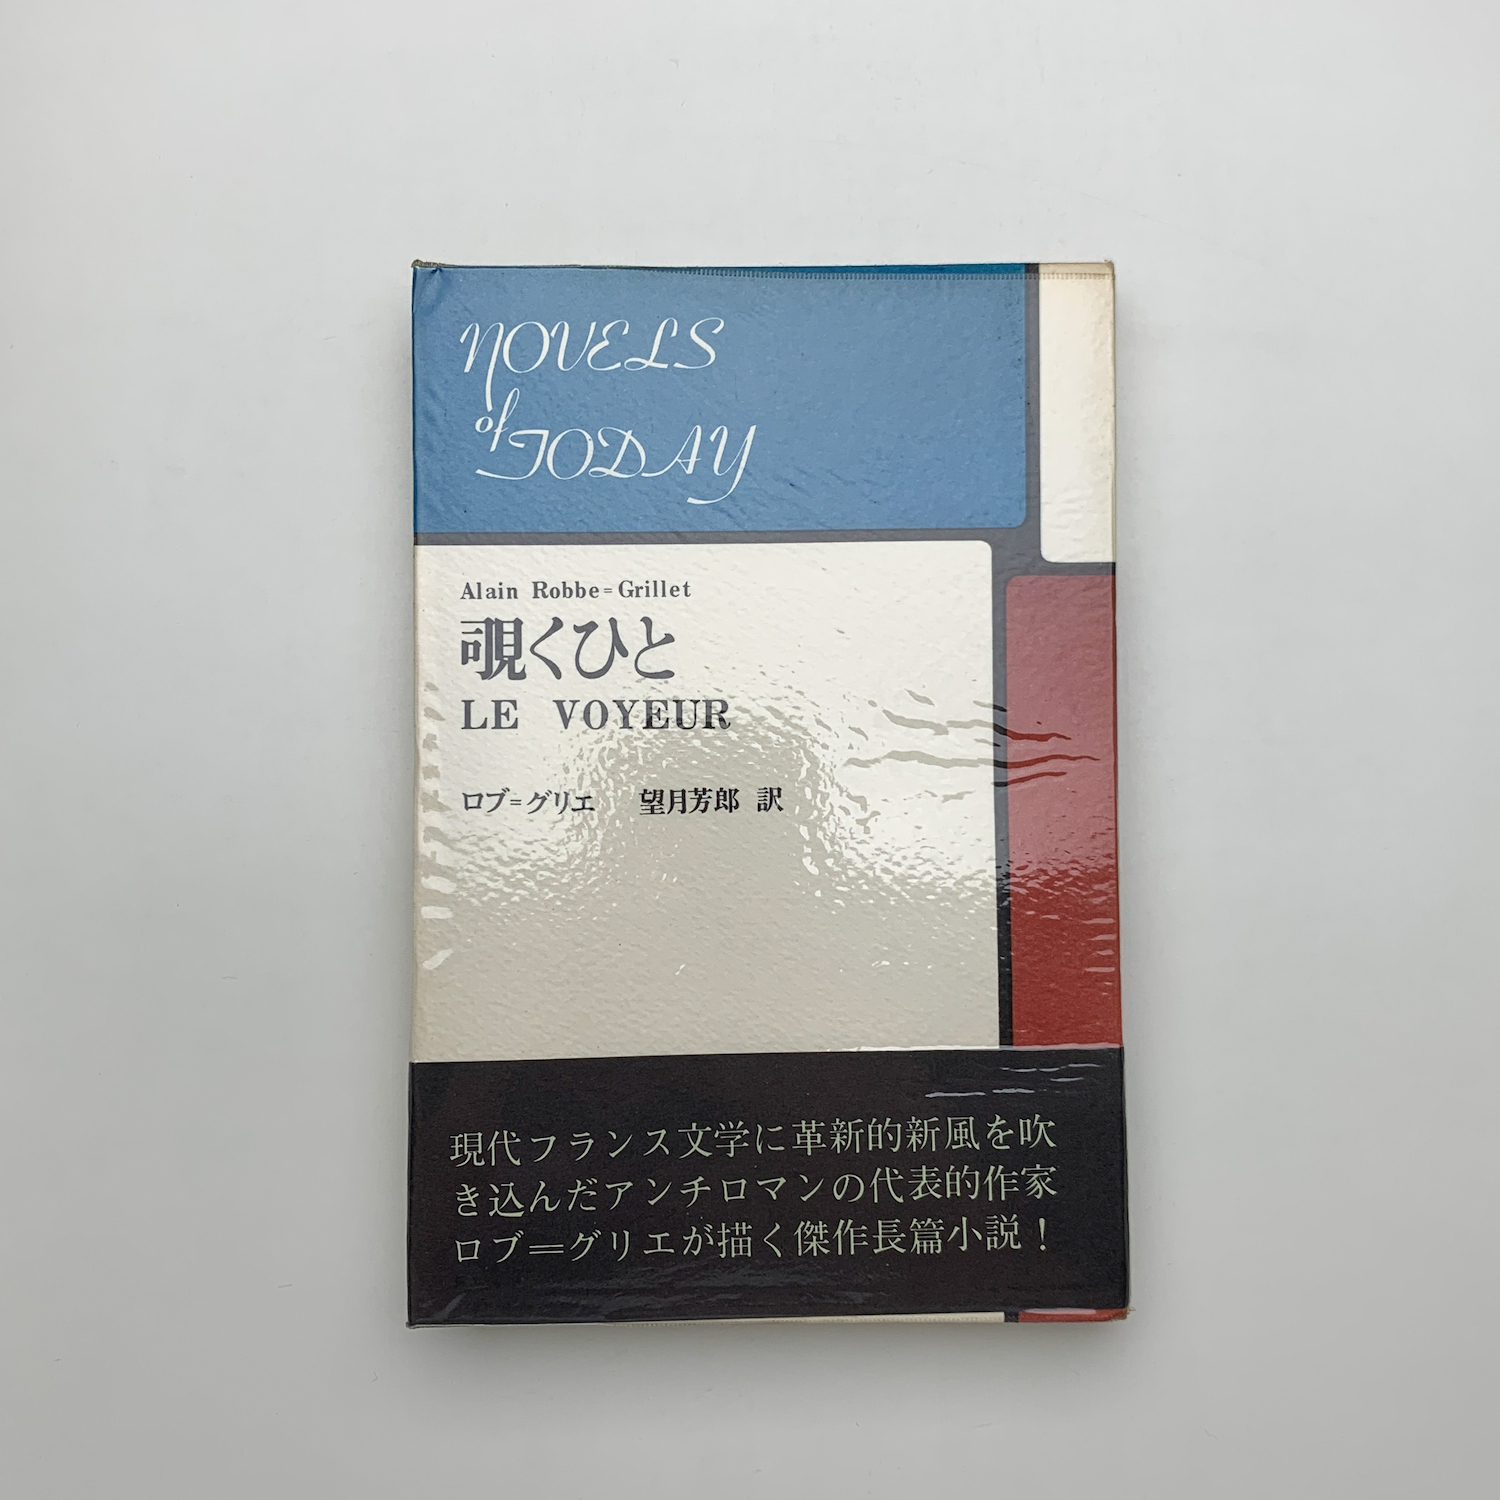 NOVELS
of
TODAY
Alain Robbe=Grillet
覗くひと
LE VOYEUR
ロブ=グリエ 望月芳郎 訳
現代フランス文学に革新的新風を吹
き込んだアンチロマンの代表的作家
ロブ＝グリエが描く傑作長篇小説！